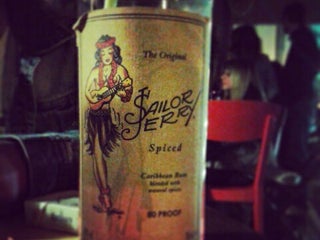 The Original
SAILOR
JERRY
Spiced
Caribbean Rum
blended with
natural spices
80 PROOF